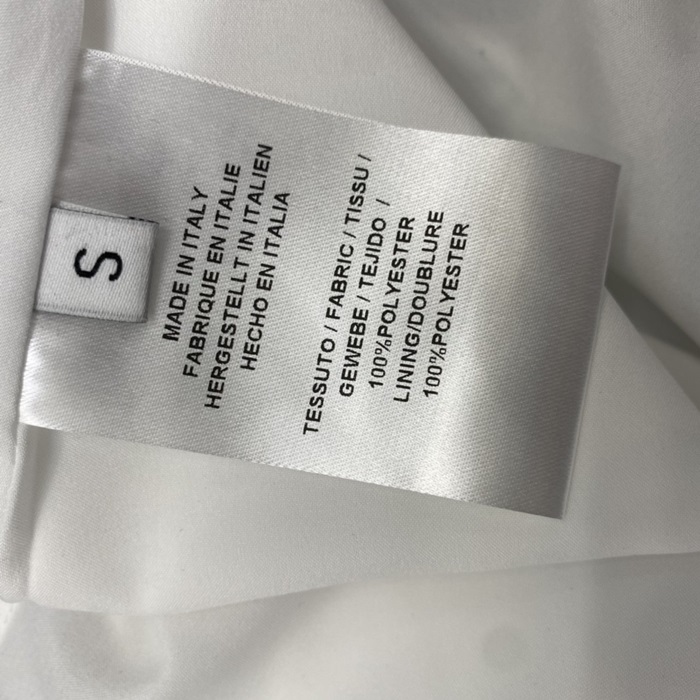 S
MADE IN ITALY
FABRIQUE EN ITALIE
HERGESTELLT IN ITALIEN
HECHO EN ITALIA
TESSUTO / FABRIC / TISSU /
GEWEBE / TEJIDO /
100%POLYESTER
LINING/DOUBLURE
100%POLYESTER